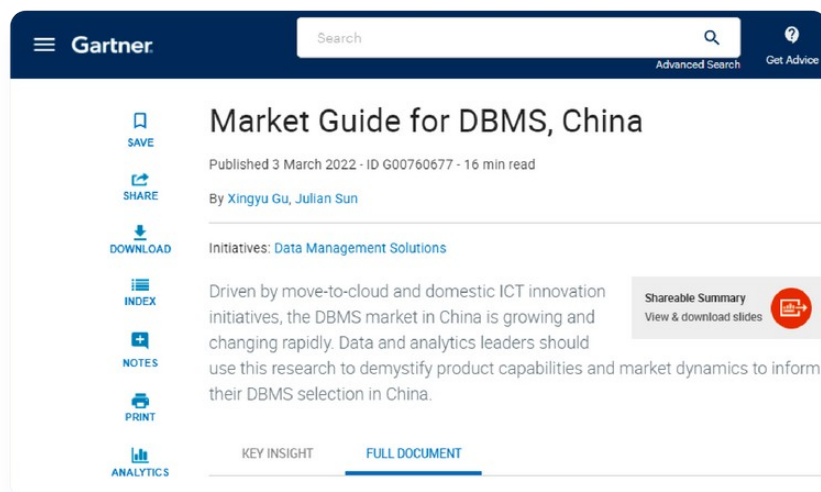 Gartner
Search
Advanced Search
Get Advice
SAVE
SHARE
DOWNLOAD
INDEX
NOTES
PRINT
ANALYTICS
Market Guide for DBMS, China
Published 3 March 2022 - ID G00760677 - 16 min read
By Xingyu Gu, Julian Sun
Initiatives: Data Management Solutions
Driven by move-to-cloud and domestic ICT innovation
initiatives, the DBMS market in China is growing and
changing rapidly. Data and analytics leaders should
use this research to demystify product capabilities and market dynamics to inform
their DBMS selection in China.
Shareable Summary
View & download slides
KEY INSIGHT
FULL DOCUMENT